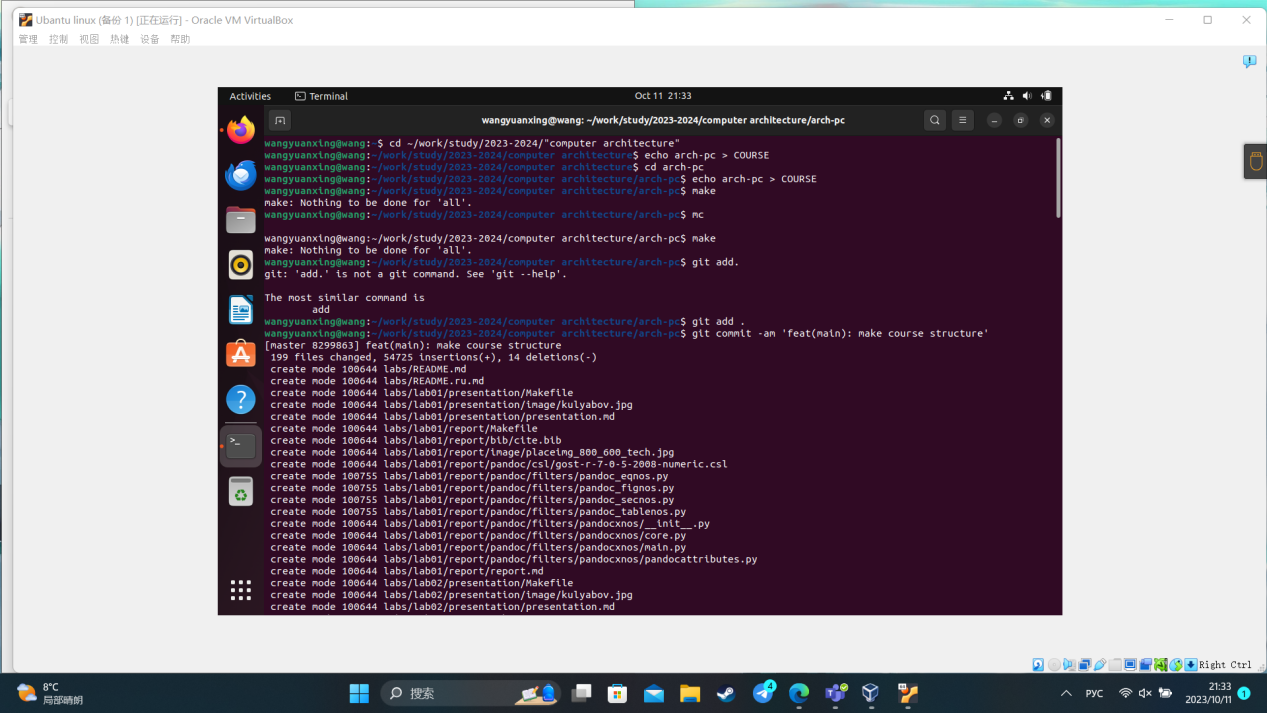 Ubantu linux (备份 1) [正在运行] - Oracle VM VirtualBox
管理 控制 视图 热键 设备 帮助
Activities Terminal Oct 11 21:33
wangyuanxing@wang: ~/work/study/2023-2024/computer architecture/arch-pc
wangyuanxing@wang:~$ cd ~/work/study/2023-2024/"computer architecture"
wangyuanxing@wang:~/work/study/2023-2024/computer architecture$ echo arch-pc > COURSE
wangyuanxing@wang:~/work/study/2023-2024/computer architecture$ cd arch-pc
wangyuanxing@wang:~/work/study/2023-2024/computer architecture/arch-pc$ echo arch-pc > COURSE
wangyuanxing@wang:~/work/study/2023-2024/computer architecture/arch-pc$ make
make: Nothing to be done for 'all'.
wangyuanxing@wang:~/work/study/2023-2024/computer architecture/arch-pc$ mc
wangyuanxing@wang:~/work/study/2023-2024/computer architecture/arch-pc$ make
make: Nothing to be done for 'all'.
wangyuanxing@wang:~/work/study/2023-2024/computer architecture/arch-pc$ git add.
git: 'add.' is not a git command. See 'git --help'.
The most similar command is
add
wangyuanxing@wang:~/work/study/2023-2024/computer architecture/arch-pc$ git add .
wangyuanxing@wang:~/work/study/2023-2024/computer architecture/arch-pc$ git commit -am 'feat(main): make course structure'
[master 8299863] feat(main): make course structure
199 files changed, 54725 insertions(+), 14 deletions(-)
create mode 100644 labs/README.md
create mode 100644 labs/README.ru.md
create mode 100644 labs/lab01/presentation/Makefile
create mode 100644 labs/lab01/presentation/image/kulyabov.jpg
create mode 100644 labs/lab01/presentation/presentation.md
create mode 100644 labs/lab01/report/Makefile
create mode 100644 labs/lab01/report/bib/cite.bib
create mode 100644 labs/lab01/report/image/placeimg_800_600_tech.jpg
create mode 100644 labs/lab01/report/pandoc/csl/gost-r-7-0-5-2008-numeric.csl
create mode 100755 labs/lab01/report/pandoc/filters/pandoc_eqnos.py
create mode 100755 labs/lab01/report/pandoc/filters/pandoc_fignos.py
create mode 100755 labs/lab01/report/pandoc/filters/pandoc_secnos.py
create mode 100755 labs/lab01/report/pandoc/filters/pandoc_tablenos.py
create mode 100644 labs/lab01/report/pandoc/filters/pandocxnos/__init__.py
create mode 100644 labs/lab01/report/pandoc/filters/pandocxnos/core.py
create mode 100644 labs/lab01/report/pandoc/filters/pandocxnos/main.py
create mode 100644 labs/lab01/report/pandoc/filters/pandocxnos/pandocattributes.py
create mode 100644 labs/lab01/report/report.md
create mode 100644 labs/lab02/presentation/Makefile
create mode 100644 labs/lab02/presentation/image/kulyabov.jpg
create mode 100644 labs/lab02/presentation/presentation.md
Right Ctrl
8°C
局部晴朗
搜索
4
РУС
21:33
2023/10/11
1